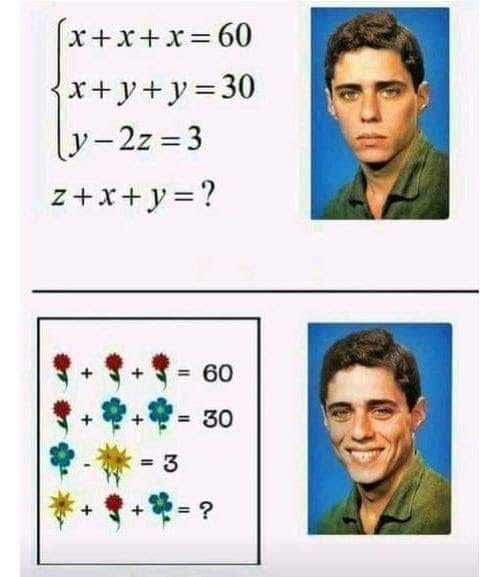 x+x+x=60
x+y+y=30
y-2z=3
z+x+y=?
+ + = 60
+ + = 30
- = 3
+ + = ?